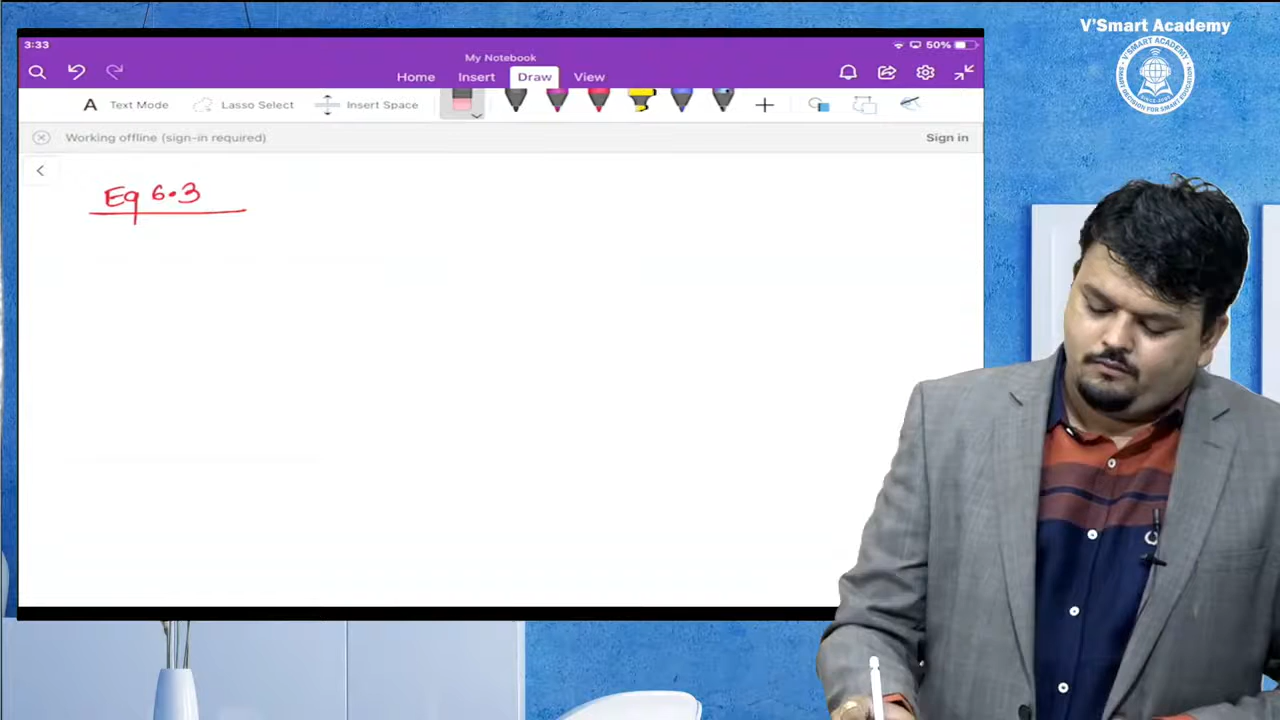 V'Smart Academy
3:33
50%
My Notebook
Home Insert Draw View
A Text Mode Lasso Select Insert Space
Working offline (sign-in required) Sign in
Eq 6.3